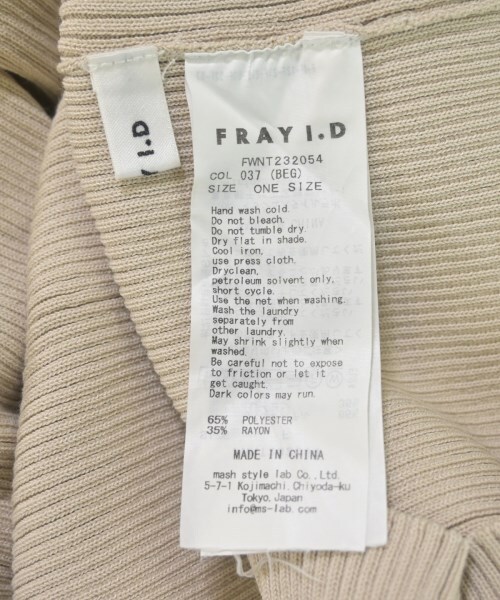 Y I.D
FRAY I.D
FWNT232054
COL 037 (BEG)
SIZE ONE SIZE
Hand wash cold.
Do not bleach.
Do not tumble dry.
Dry flat in shade.
Cool iron,
use press cloth.
Dryclean,
petroleum solvent only,
short cycle.
Use the net when washing.
Wash the laundry
separately from
other laundry.
May shrink slightly when
washed.
Be careful not to expose
to friction or let it
get caught.
Dark colors may run.
65% POLYESTER
35% RAYON
MADE IN CHINA
mash style lab Co.,Ltd.
5-7-1 Kojimachi,Chiyoda-ku
Tokyo,Japan
info@ms-lab.com